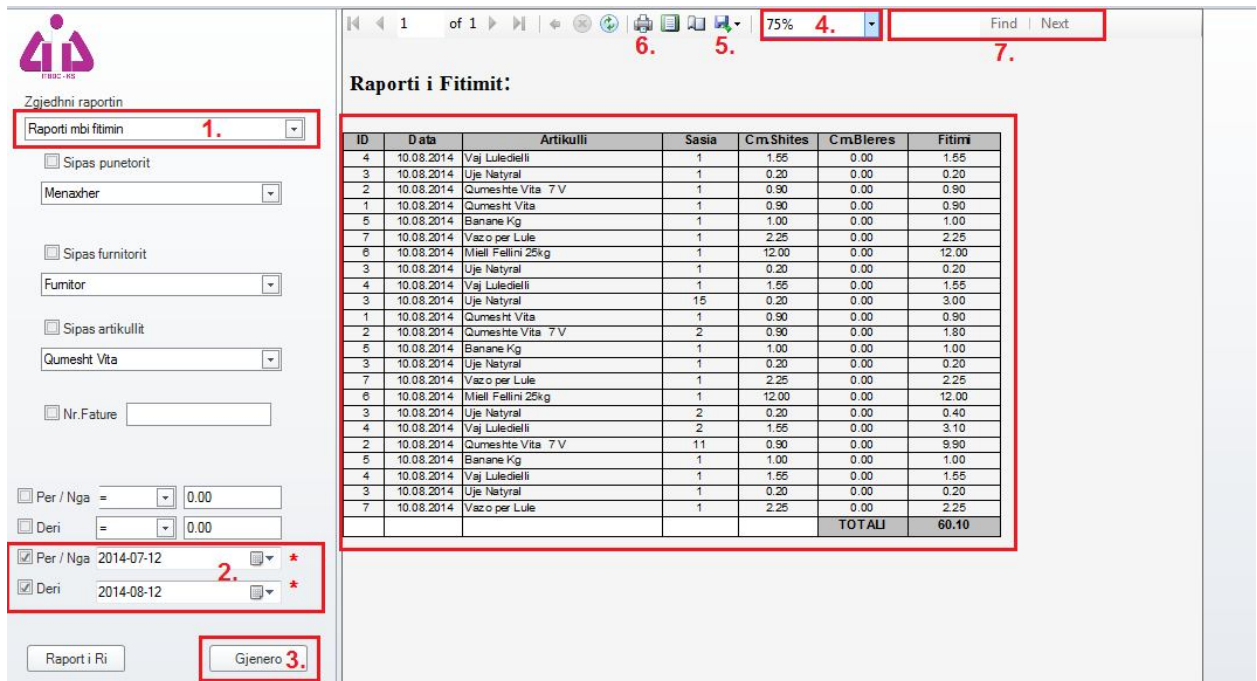 ITBDC - KS
Zgjedhni raportin
Raporti mbi fitimin 1.
Sipas punetorit
Menaxher
Sipas furnitorit
Furnitor
Sipas artikullit
Qumesht Vita
Nr.Fature
Per / Nga = 0.00
Deri = 0.00
Per / Nga 2014-07-12 *
2.
Deri 2014-08-12 *
Raport i Ri Gjenero 3.
1 of 1 75% 4. Find | Next
6. 5. 7.
Raporti i Fitimit:
ID Data Artikulli Sasia Cm.Shites Cm.Bleres Fitimi
4 10.08.2014 Vaj Luledielli 1 1.55 0.00 1.55
3 10.08.2014 Uje Natyral 1 0.20 0.00 0.20
2 10.08.2014 Qumeshte Vita 7 V 1 0.90 0.00 0.90
1 10.08.2014 Qumesht Vita 1 0.90 0.00 0.90
5 10.08.2014 Banane Kg 1 1.00 0.00 1.00
7 10.08.2014 Vazo per Lule 1 2.25 0.00 2.25
6 10.08.2014 Miell Fellini 25kg 1 12.00 0.00 12.00
3 10.08.2014 Uje Natyral 1 0.20 0.00 0.20
4 10.08.2014 Vaj Luledielli 1 1.55 0.00 1.55
3 10.08.2014 Uje Natyral 15 0.20 0.00 3.00
1 10.08.2014 Qumesht Vita 1 0.90 0.00 0.90
2 10.08.2014 Qumeshte Vita 7 V 2 0.90 0.00 1.80
5 10.08.2014 Banane Kg 1 1.00 0.00 1.00
3 10.08.2014 Uje Natyral 1 0.20 0.00 0.20
7 10.08.2014 Vazo per Lule 1 2.25 0.00 2.25
6 10.08.2014 Miell Fellini 25kg 1 12.00 0.00 12.00
3 10.08.2014 Uje Natyral 2 0.20 0.00 0.40
4 10.08.2014 Vaj Luledielli 2 1.55 0.00 3.10
2 10.08.2014 Qumeshte Vita 7 V 11 0.90 0.00 9.90
5 10.08.2014 Banane Kg 1 1.00 0.00 1.00
4 10.08.2014 Vaj Luledielli 1 1.55 0.00 1.55
3 10.08.2014 Uje Natyral 1 0.20 0.00 0.20
7 10.08.2014 Vazo per Lule 1 2.25 0.00 2.25
TOTALI 60.10